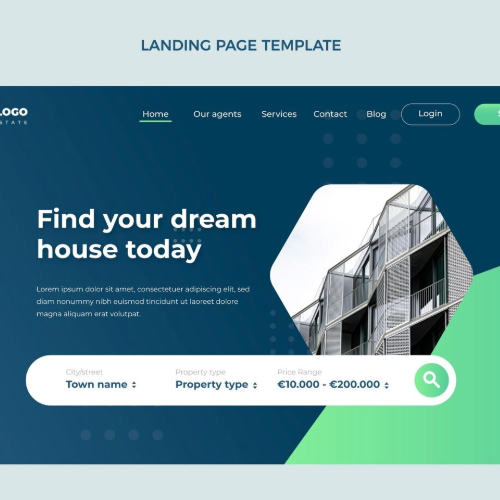 LANDING PAGE TEMPLATE
LOGO
STATE
Home Our agents Services Contact Blog Login
Find your dream
house today
Lorem ipsum dolor sit amet, consectetuer adipiscing elit, sed
diam nonummy nibh euismod tincidunt ut laoreet dolore
magna aliquam erat volutpat.
City/street Property type Price Range
Town name Property type €10.000 - €200.000